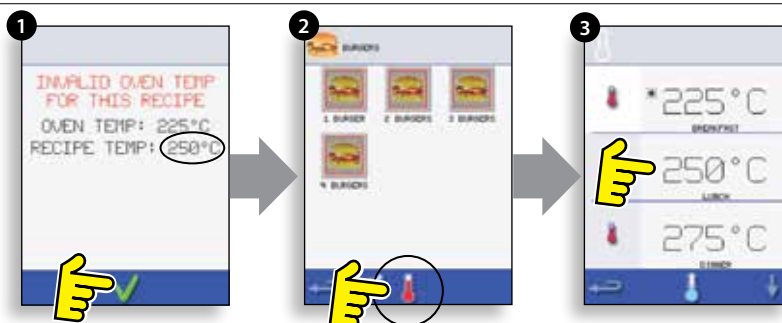 1
INVALID OVEN TEMP
FOR THIS RECIPE
OVEN TEMP: 225°C
RECIPE TEMP: 250°C
2
BURGERS
1 BURGER 2 BURGERS 3 BURGERS
4 BURGERS
3
*225°C
BREAKFAST
250°C
LUNCH
275°C
DINNER